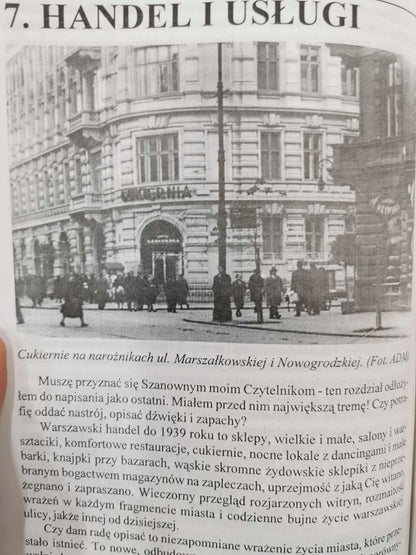 7. HANDEL I USŁUGI
CUKIERNIA
Cukiernie na narożnikach ul. Marszałkowskiej i Nowogrodzkiej. (Fot. ADM)
Muszę przyznać się Szanownym moim Czytelnikom - ten rozdział odłoży-
łem do napisania jako ostatni. Miałem przed nim największą tremę! Czy potra-
fię oddać nastrój, opisać dźwięki i zapachy?
Warszawski handel do 1939 roku to sklepy, wielkie i małe, salony i war-
sztaciki, komfortowe restauracje, cukiernie, nocne lokale z dancingami i małe
barki, knajpki przy bazarach, wąskie skromne żydowskie sklepiki z nieprze-
branym bogactwem magazynów na zapleczach, uprzejmość z jaką Cię witano,
żegnano i zapraszano. Wieczorny przegląd rozjarzonych witryn, rozmaitość
wrażeń w każdym fragmencie miasta i codzienne bujne życie warszawskiej
ulicy, jakże innej od dzisiejszej.
Czy dam radę opisać to niezapomniane wrażenie życia miasta, które prze-
stało istnieć. To nowe,